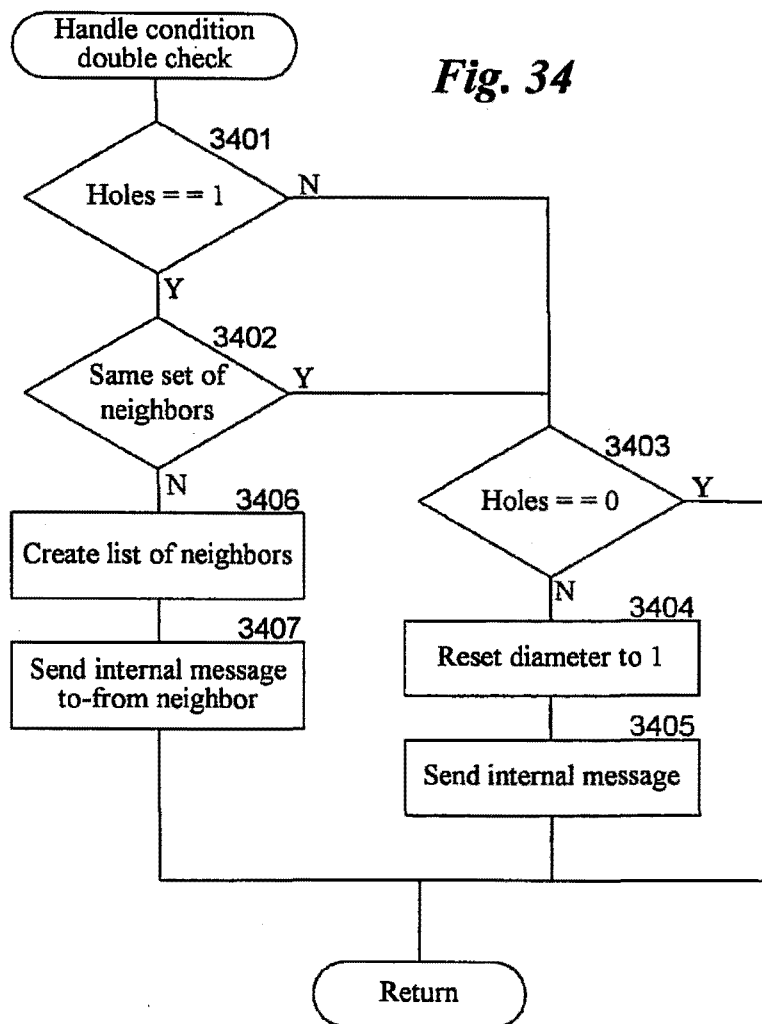 Handle condition
double check
Fig. 34
3401
Holes = = 1
N
Y
3402
Same set of
neighbors
Y
N
3403
Holes = = 0
Y
N
3406
Create list of neighbors
3404
Reset diameter to 1
3407
Send internal message
to-from neighbor
3405
Send internal message
Return